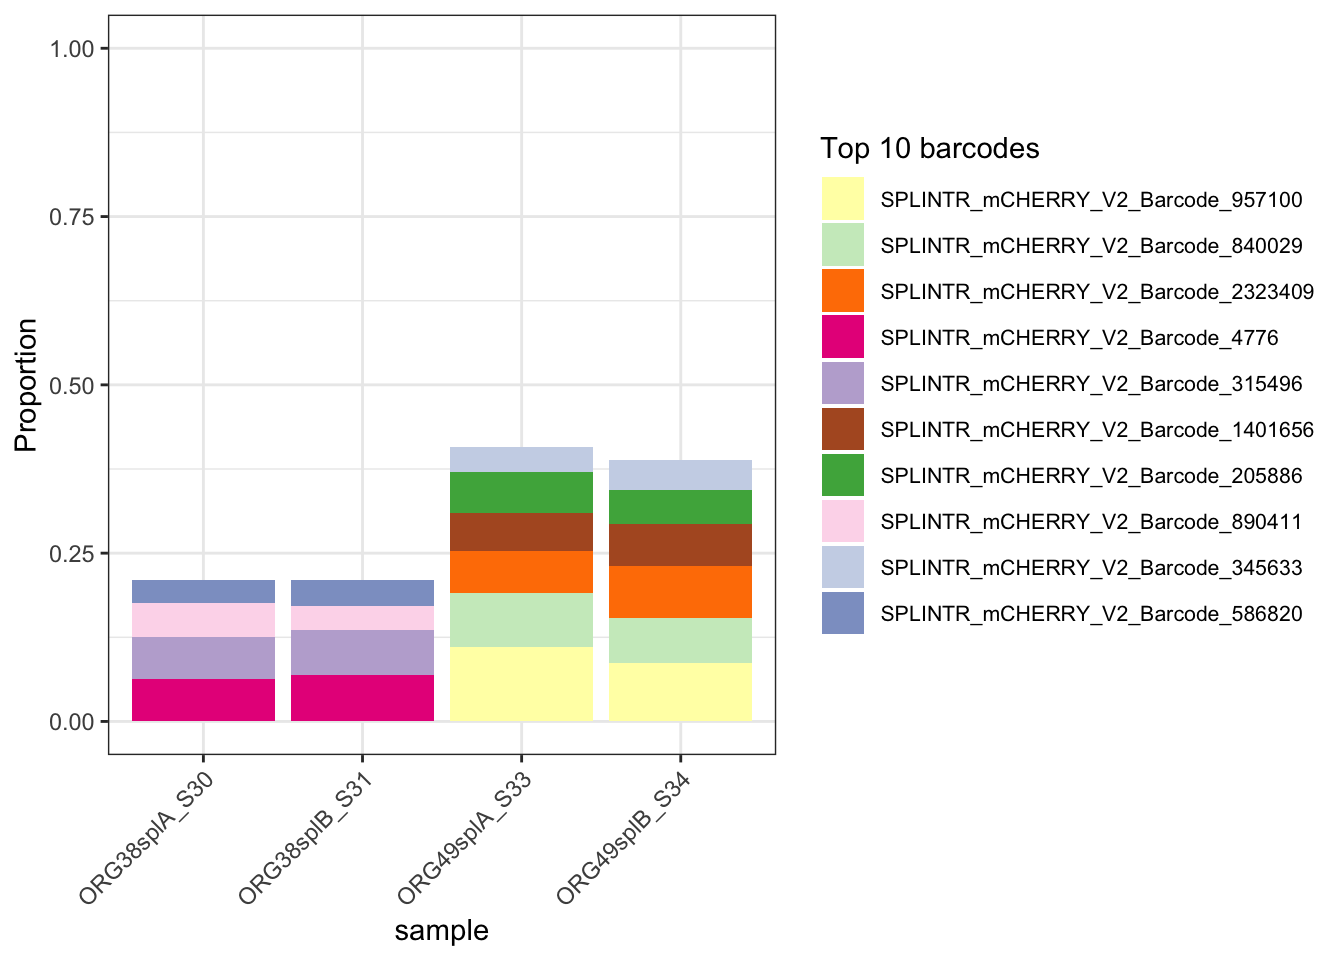 1.00
0.75
0.50
0.25
0.00
Proportion
ORG38splA_S30
ORG38splB_S31
ORG49splA_S33
ORG49splB_S34
sample
Top 10 barcodes
SPLINTR_mCHERRY_V2_Barcode_957100
SPLINTR_mCHERRY_V2_Barcode_840029
SPLINTR_mCHERRY_V2_Barcode_2323409
SPLINTR_mCHERRY_V2_Barcode_4776
SPLINTR_mCHERRY_V2_Barcode_315496
SPLINTR_mCHERRY_V2_Barcode_1401656
SPLINTR_mCHERRY_V2_Barcode_205886
SPLINTR_mCHERRY_V2_Barcode_890411
SPLINTR_mCHERRY_V2_Barcode_345633
SPLINTR_mCHERRY_V2_Barcode_586820